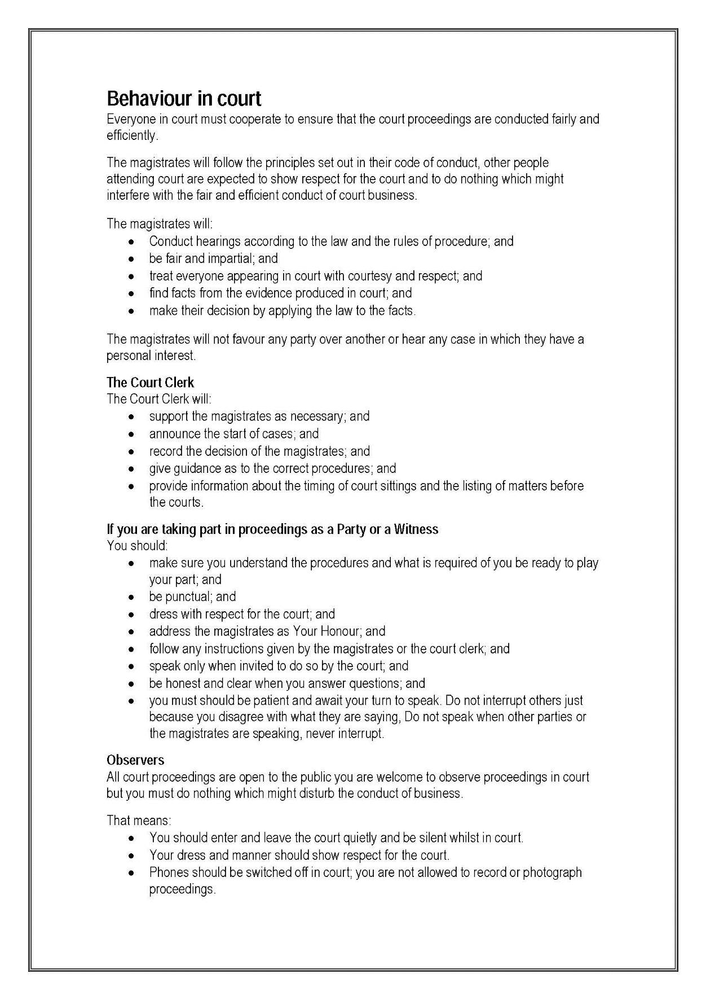 Behaviour in court
Everyone in court must cooperate to ensure that the court proceedings are conducted fairly and
efficiently.
The magistrates will follow the principles set out in their code of conduct, other people
attending court are expected to show respect for the court and to do nothing which might
interfere with the fair and efficient conduct of court business.
The magistrates will:
• Conduct hearings according to the law and the rules of procedure; and
• be fair and impartial; and
• treat everyone appearing in court with courtesy and respect; and
• find facts from the evidence produced in court; and
• make their decision by applying the law to the facts.
The magistrates will not favour any party over another or hear any case in which they have a
personal interest.
The Court Clerk
The Court Clerk will:
• support the magistrates as necessary; and
• announce the start of cases; and
• record the decision of the magistrates; and
• give guidance as to the correct procedures; and
• provide information about the timing of court sittings and the listing of matters before
the courts.
If you are taking part in proceedings as a Party or a Witness
You should:
• make sure you understand the procedures and what is required of you be ready to play
your part; and
• be punctual; and
• dress with respect for the court; and
• address the magistrates as Your Honour; and
• follow any instructions given by the magistrates or the court clerk; and
• speak only when invited to do so by the court; and
• be honest and clear when you answer questions; and
• you must should be patient and await your turn to speak. Do not interrupt others just
because you disagree with what they are saying, Do not speak when other parties or
the magistrates are speaking, never interrupt.
Observers
All court proceedings are open to the public you are welcome to observe proceedings in court
but you must do nothing which might disturb the conduct of business.
That means:
• You should enter and leave the court quietly and be silent whilst in court.
• Your dress and manner should show respect for the court.
• Phones should be switched off in court; you are not allowed to record or photograph
proceedings.